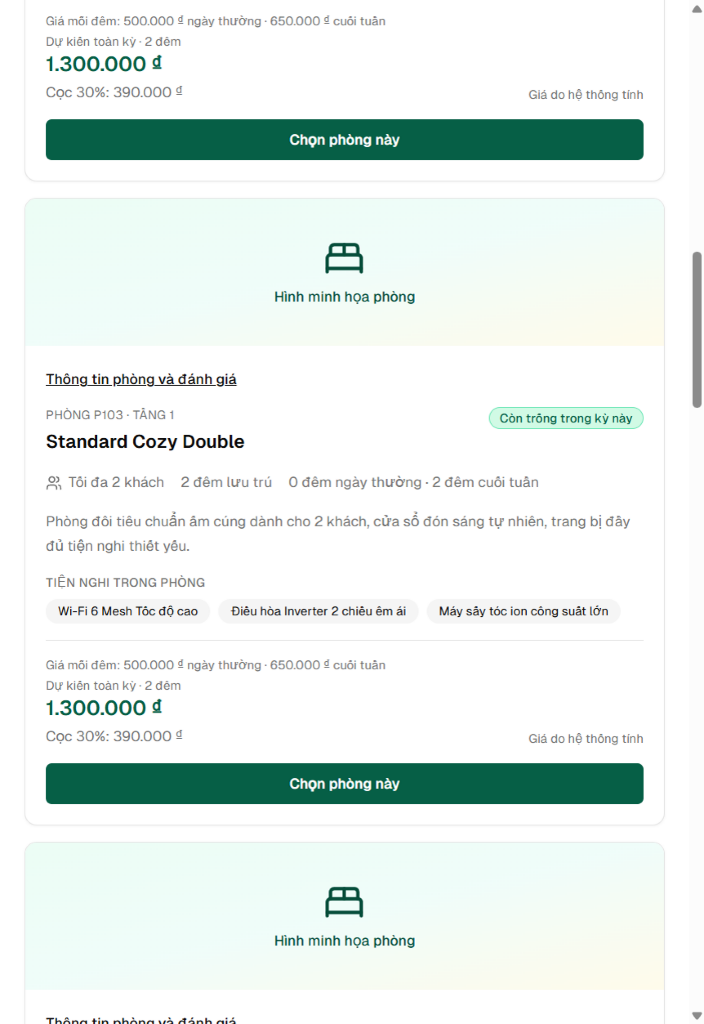 Giá mỗi đêm: 500.000 ₫ ngày thường · 650.000 ₫ cuối tuần
Dự kiến toàn kỳ · 2 đêm
1.300.000 ₫
Cọc 30%: 390.000 ₫
Giá do hệ thống tính
Chọn phòng này
Hình minh họa phòng
Thông tin phòng và đánh giá
PHÒNG P103 · TẦNG 1
Còn trống trong kỳ này
Standard Cozy Double
Tối đa 2 khách 2 đêm lưu trú 0 đêm ngày thường · 2 đêm cuối tuần
Phòng đôi tiêu chuẩn ấm cúng dành cho 2 khách, cửa sổ đón sáng tự nhiên, trang bị đầy
đủ tiện nghi thiết yếu.
TIỆN NGHI TRONG PHÒNG
Wi-Fi 6 Mesh Tốc độ cao Điều hòa Inverter 2 chiều êm ái Máy sấy tóc ion công suất lớn
Giá mỗi đêm: 500.000 ₫ ngày thường · 650.000 ₫ cuối tuần
Dự kiến toàn kỳ · 2 đêm
1.300.000 ₫
Cọc 30%: 390.000 ₫
Giá do hệ thống tính
Chọn phòng này
Hình minh họa phòng
Thông tin phòng và đánh giá